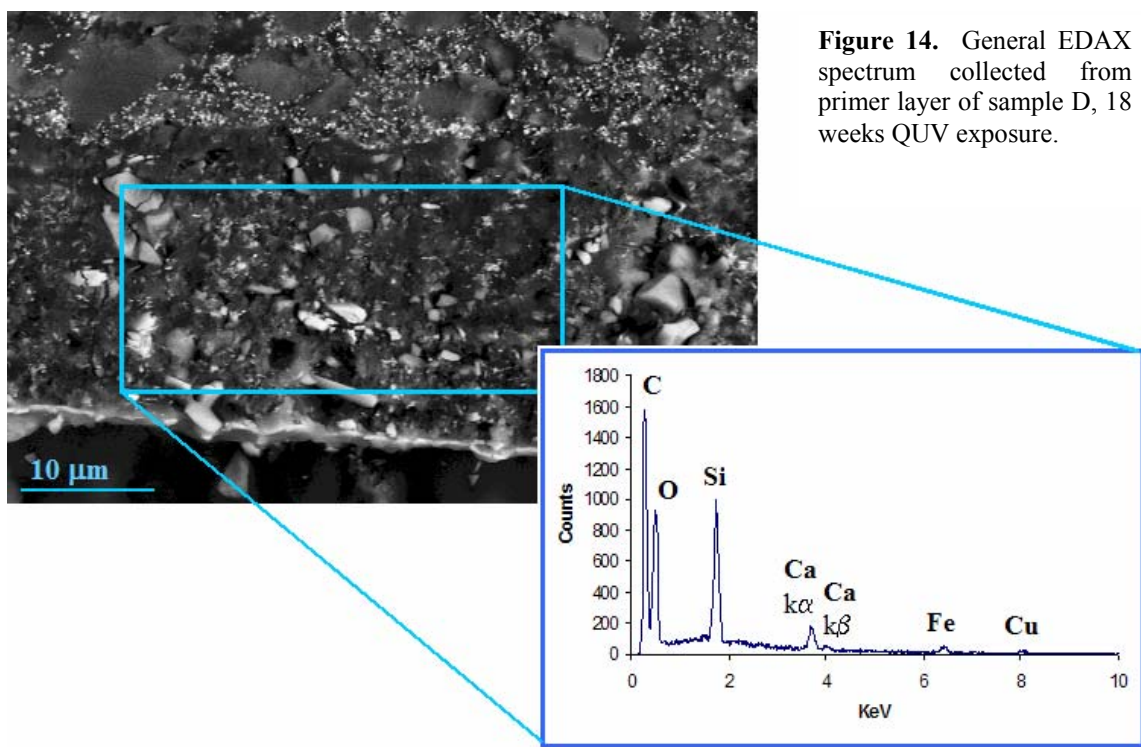 Figure 14. General EDAX
spectrum collected from
primer layer of sample D, 18
weeks QUV exposure.
10 μm
1800
1600
1400
1200
1000
800
600
400
200
0
Counts
C
O
Si
Ca
kα
Ca
kβ
Fe
Cu
0 2 4 6 8 10
KeV